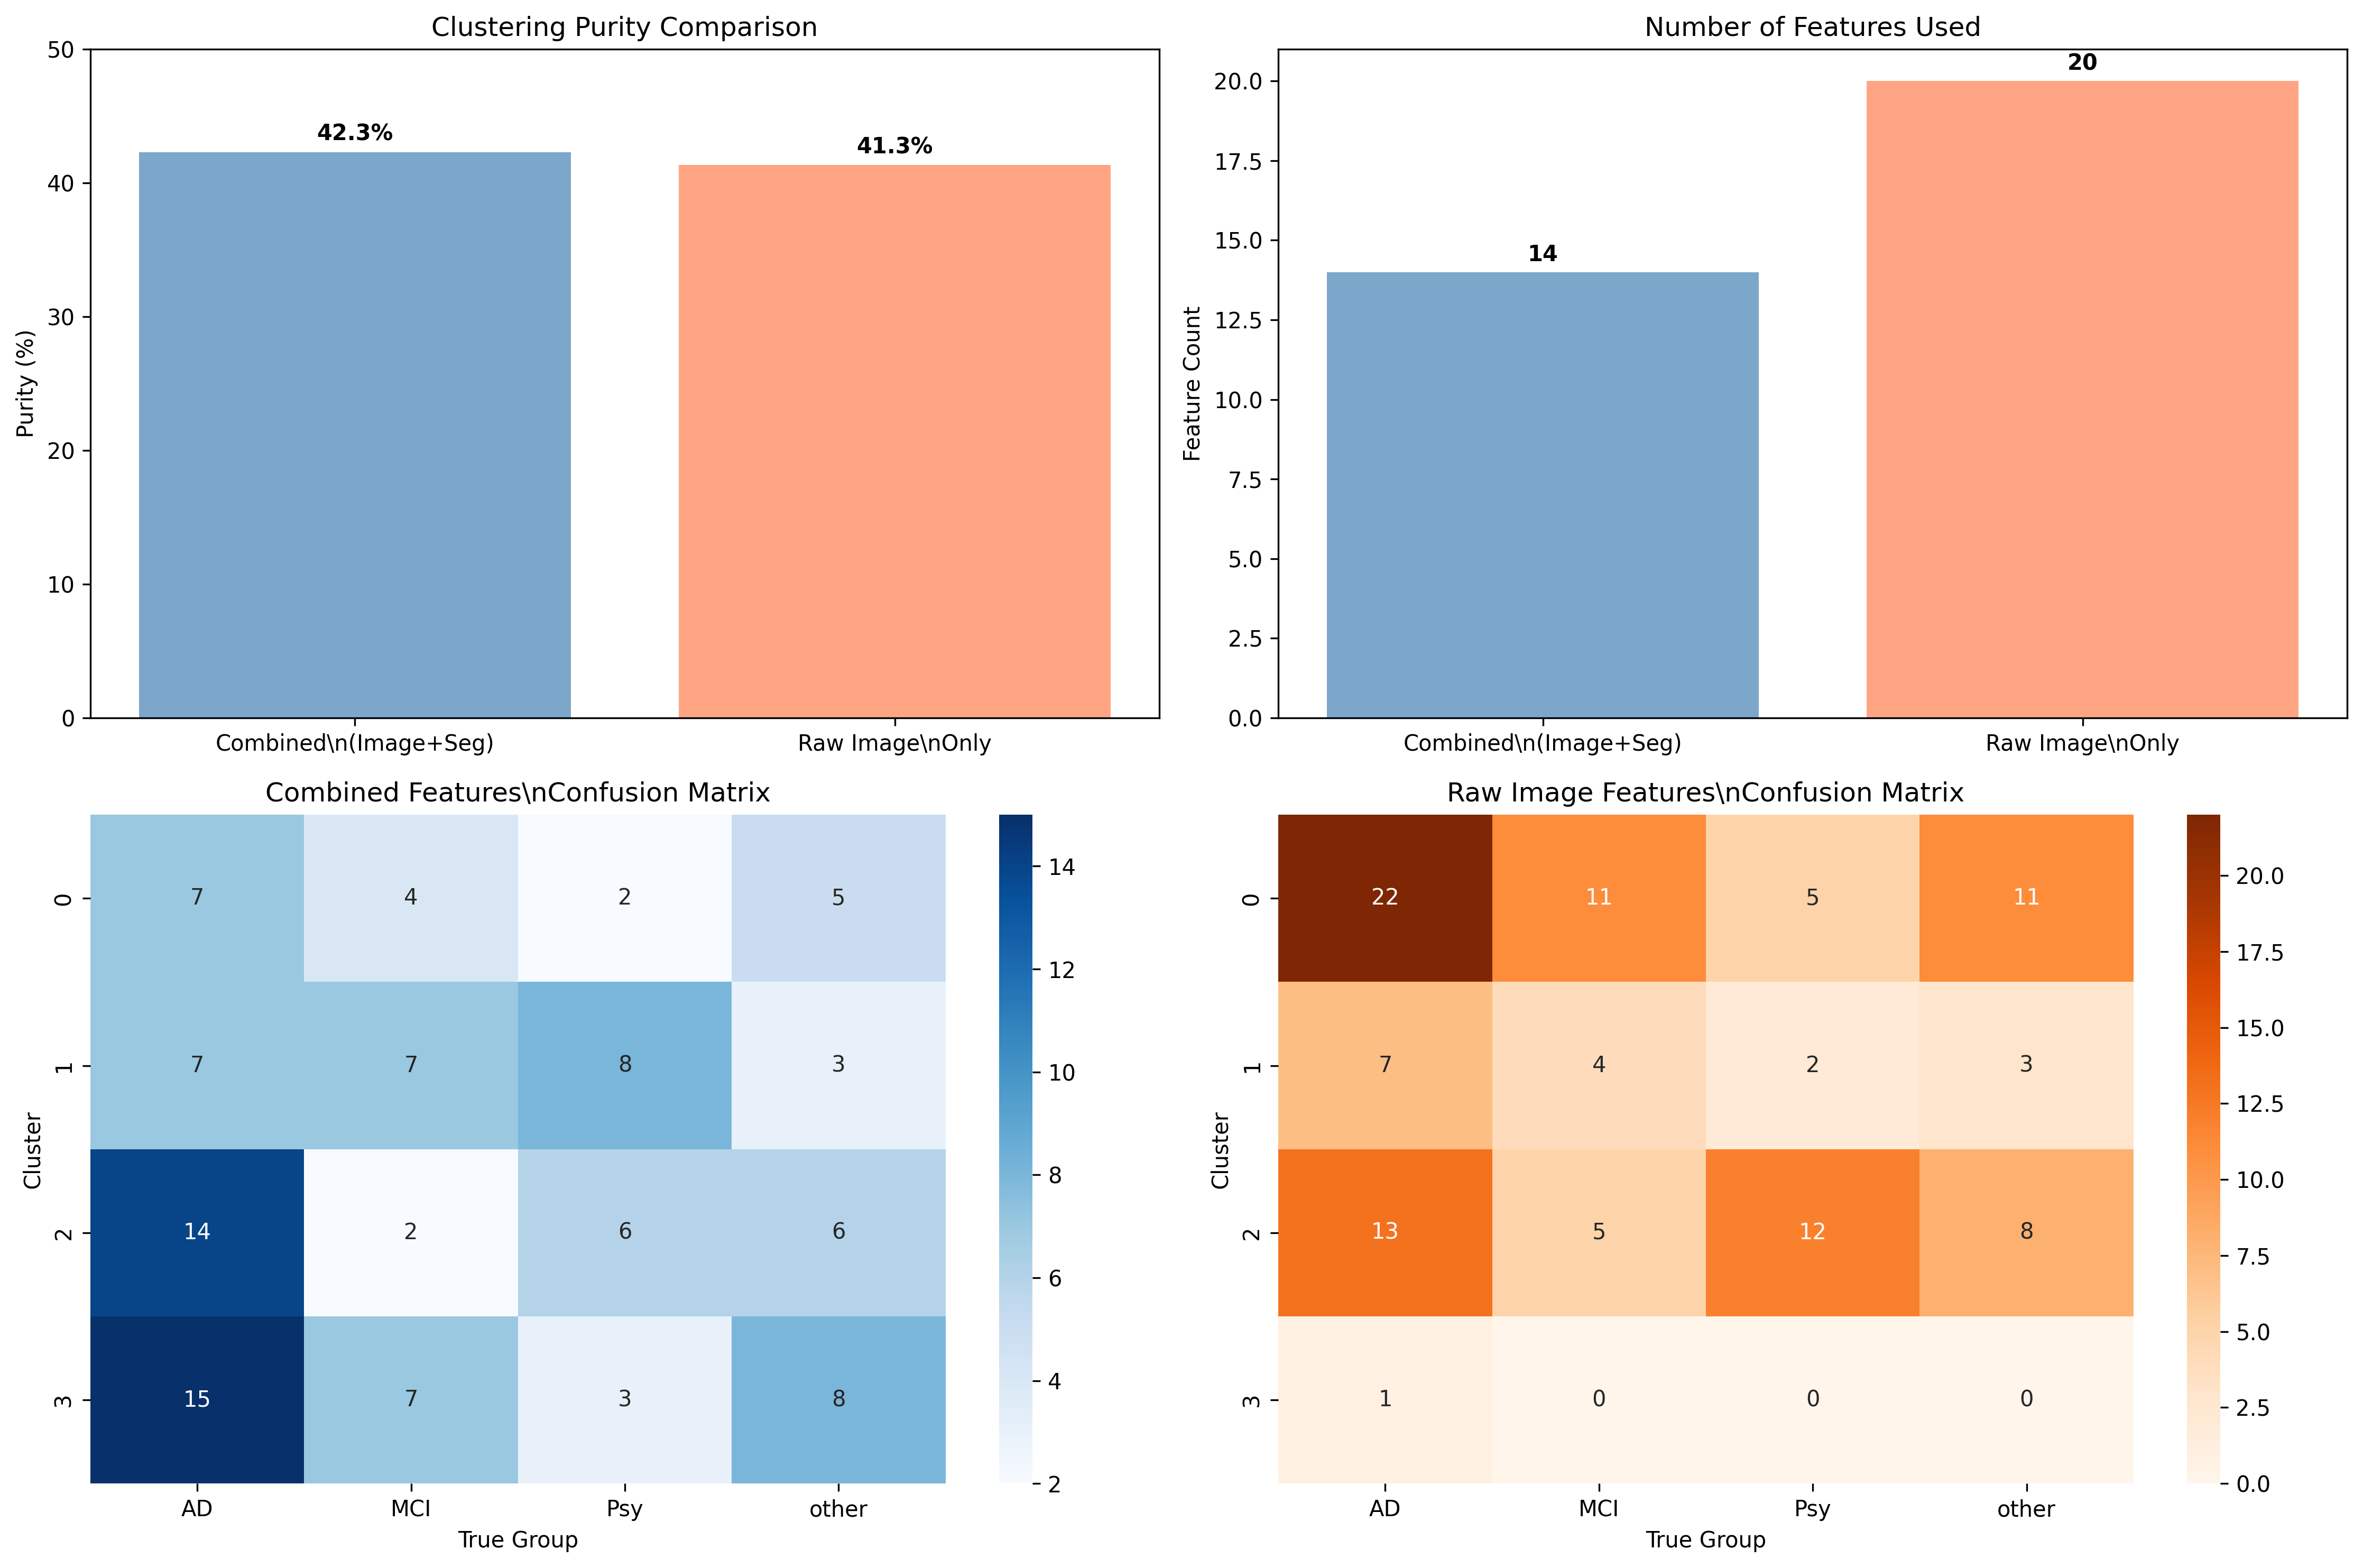 Clustering Purity Comparison
50
40
30
20
10
0
Purity (%)
42.3%
41.3%
Combined\n(Image+Seg)
Raw Image\nOnly
Number of Features Used
20.0
17.5
15.0
12.5
10.0
7.5
5.0
2.5
0.0
Feature Count
14
20
Combined\n(Image+Seg)
Raw Image\nOnly
Combined Features\nConfusion Matrix
Cluster
0
7 4 2 5
1
7 7 8 3
2
14 2 6 6
3
15 7 3 8
AD MCI Psy other
True Group
14
12
10
8
6
4
2
Raw Image Features\nConfusion Matrix
Cluster
0
22 11 5 11
1
7 4 2 3
2
13 5 12 8
3
1 0 0 0
AD MCI Psy other
True Group
20.0
17.5
15.0
12.5
10.0
7.5
5.0
2.5
0.0